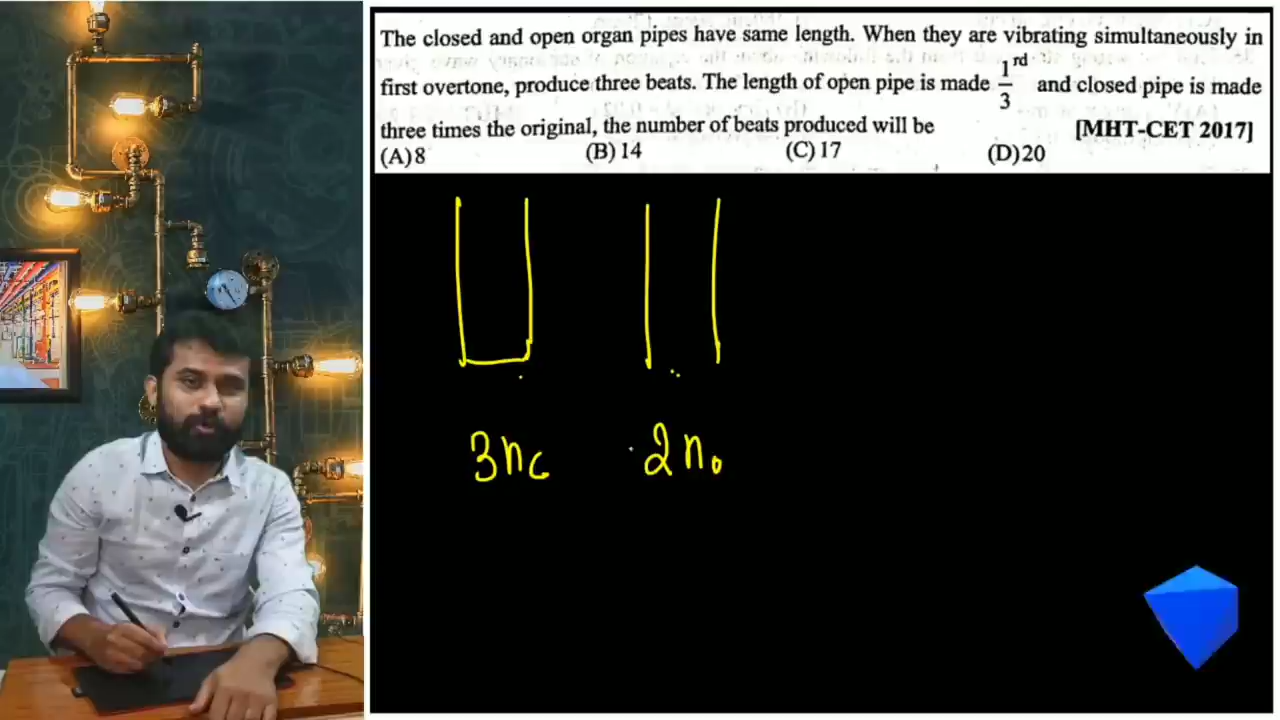 The closed and open organ pipes have same length. When they are vibrating simultaneously in
first overtone, produce three beats. The length of open pipe is made 1/3 rd and closed pipe is made
three times the original, the number of beats produced will be [MHT-CET 2017]
(A) 8 (B) 14 (C) 17 (D) 20
3nc 2no